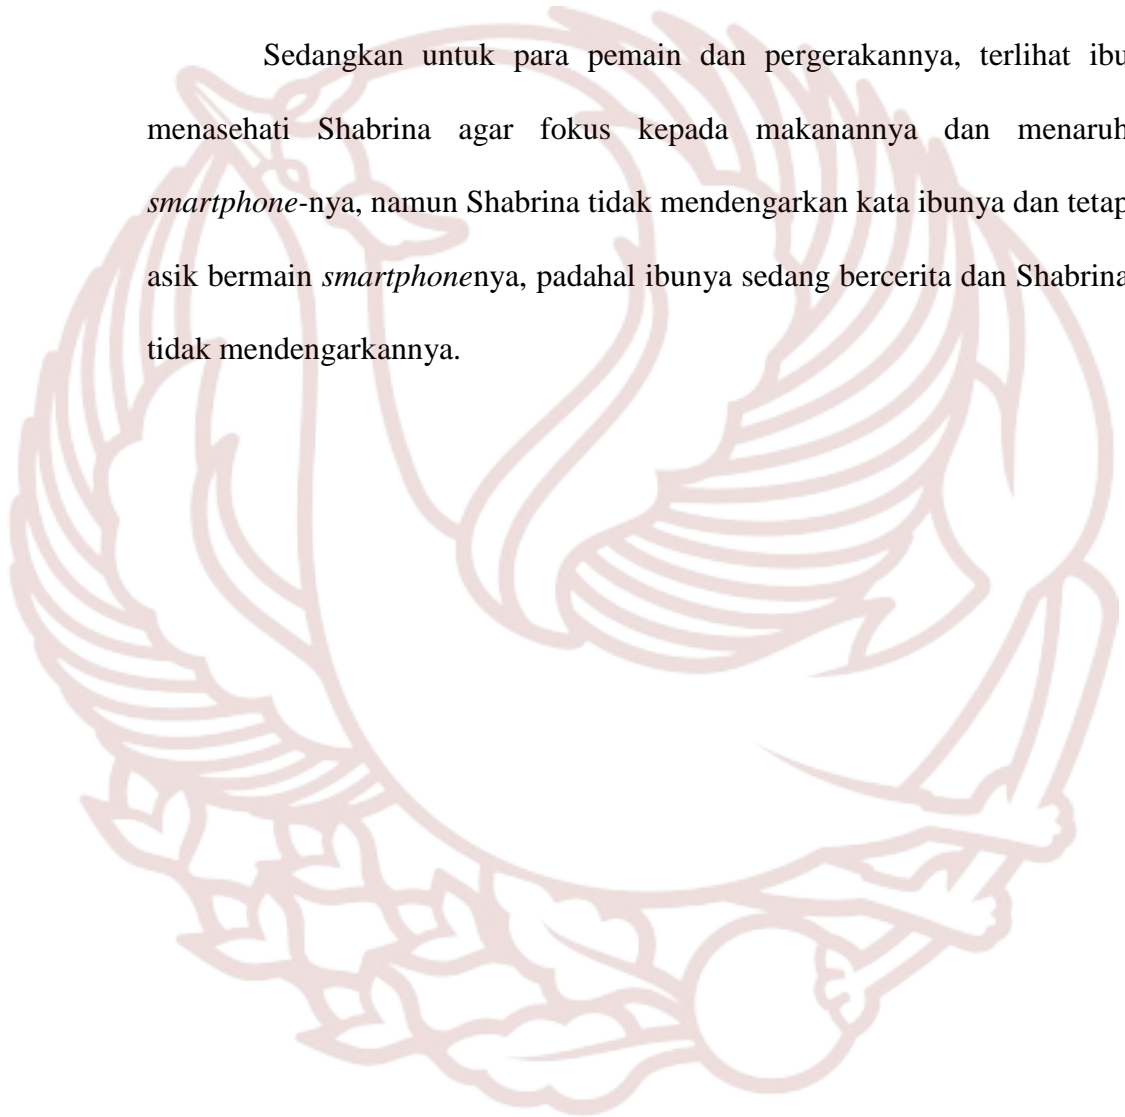 Sedangkan untuk para pemain dan pergerakannya, terlihat ibu
menasehati Shabrina agar fokus kepada makanannya dan menaruh
smartphone-nya, namun Shabrina tidak mendengarkan kata ibunya dan tetap
asik bermain smartphonenya, padahal ibunya sedang bercerita dan Shabrina
tidak mendengarkannya.